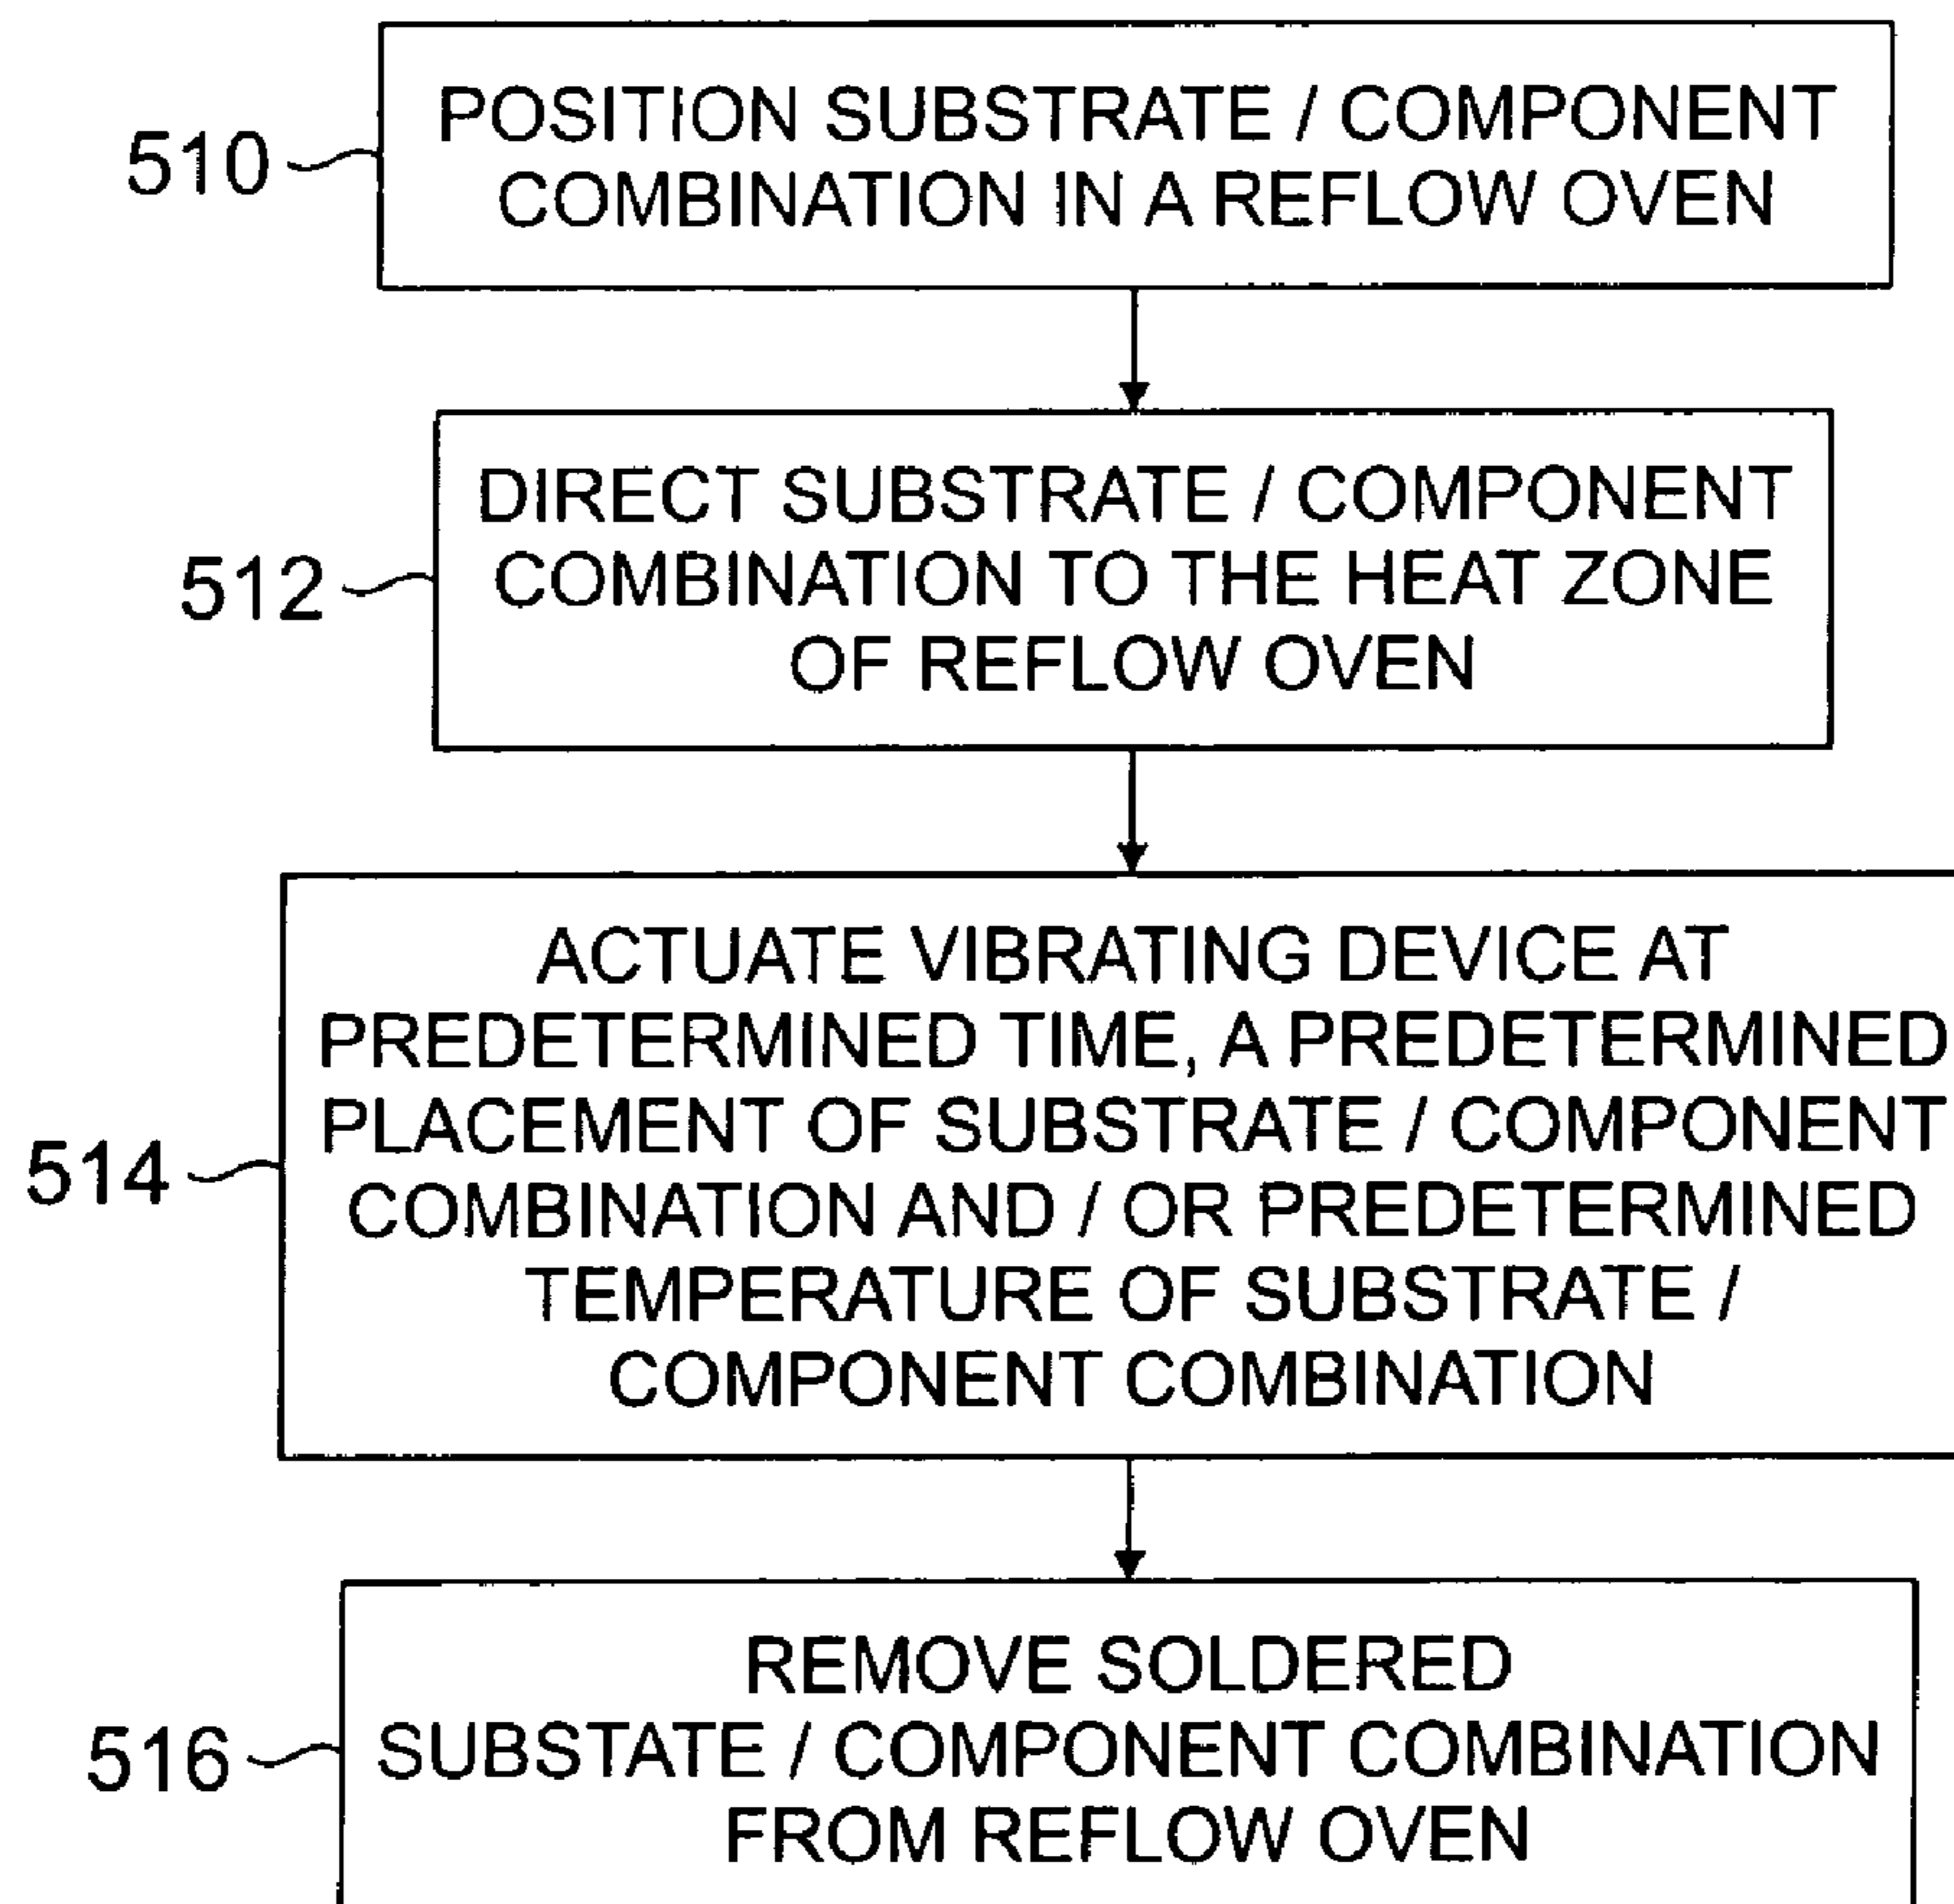 POSITION SUBSTRATE / COMPONENT
510
COMBINATION IN A REFLOW OVEN
DIRECT SUBSTRATE / COMPONENT
512
COMBINATION TO THE HEAT ZONE
OF REFLOW OVEN
ACTUATE VIBRATING DEVICE AT
PREDETERMINED TIME, A PREDETERMINED
PLACEMENT OF SUBSTRATE / COMPONENT
514
COMBINATION AND / OR PREDETERMINED
TEMPERATURE OF SUBSTRATE /
COMPONENT COMBINATION
REMOVE SOLDERED
516
SUBSTATE / COMPONENT COMBINATION
FROM REFLOW OVEN